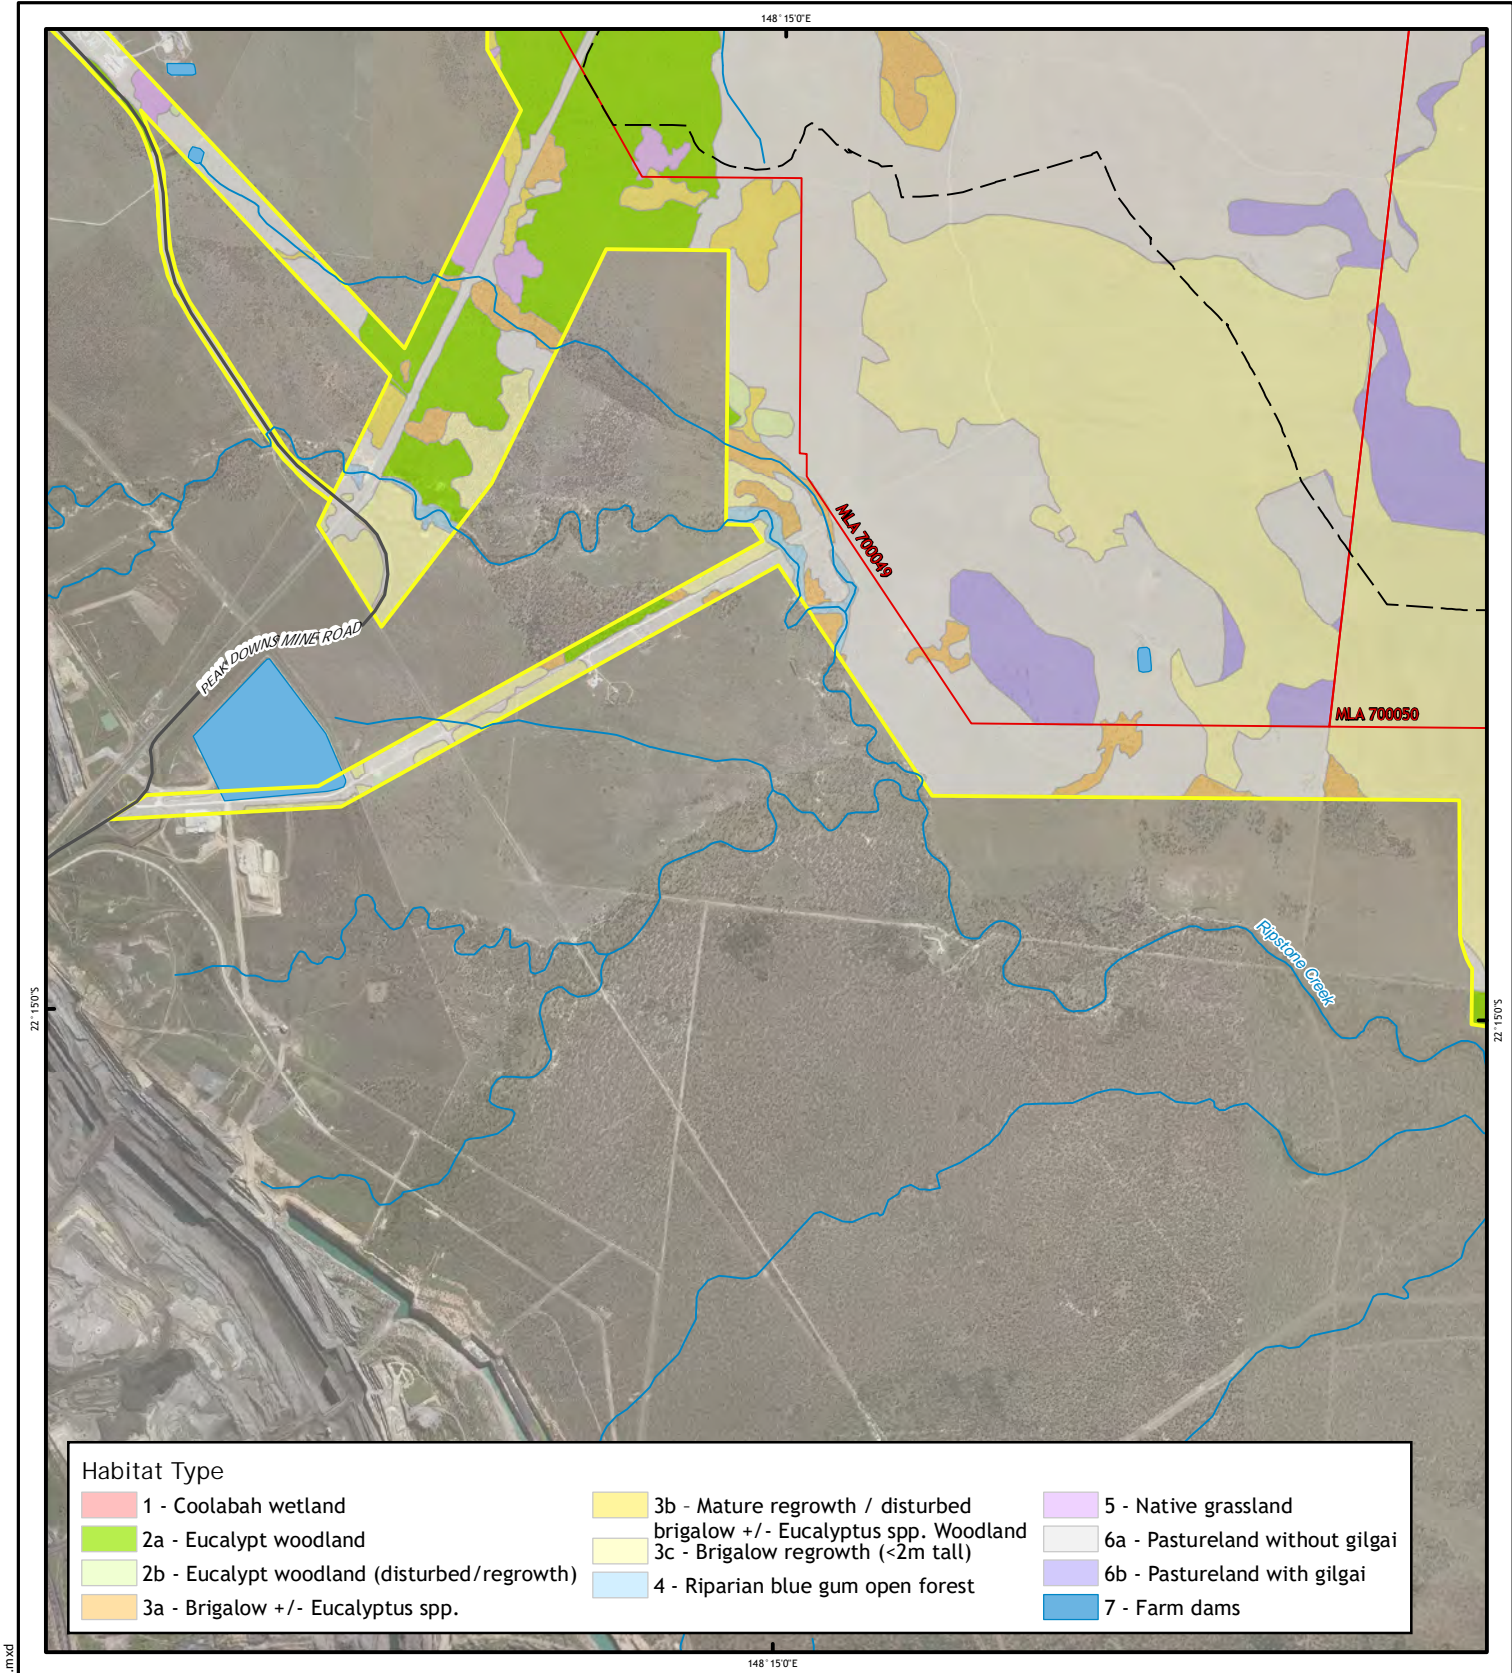 148°15'0"E
MLA 700049
PEAK DOWNS MINE ROAD
MLA 700050
Ripstone Creek
22°15'0"S
22°15'0"S
Habitat Type
1 - Coolabah wetland
2a - Eucalypt woodland
2b - Eucalypt woodland (disturbed/regrowth)
3a - Brigalow +/- Eucalyptus spp.
3b - Mature regrowth / disturbed
brigalow +/- Eucalyptus spp. Woodland
3c - Brigalow regrowth (<2m tall)
4 - Riparian blue gum open forest
5 - Native grassland
6a - Pastureland without gilgai
6b - Pastureland with gilgai
7 - Farm dams
148°15'0"E
.mxd